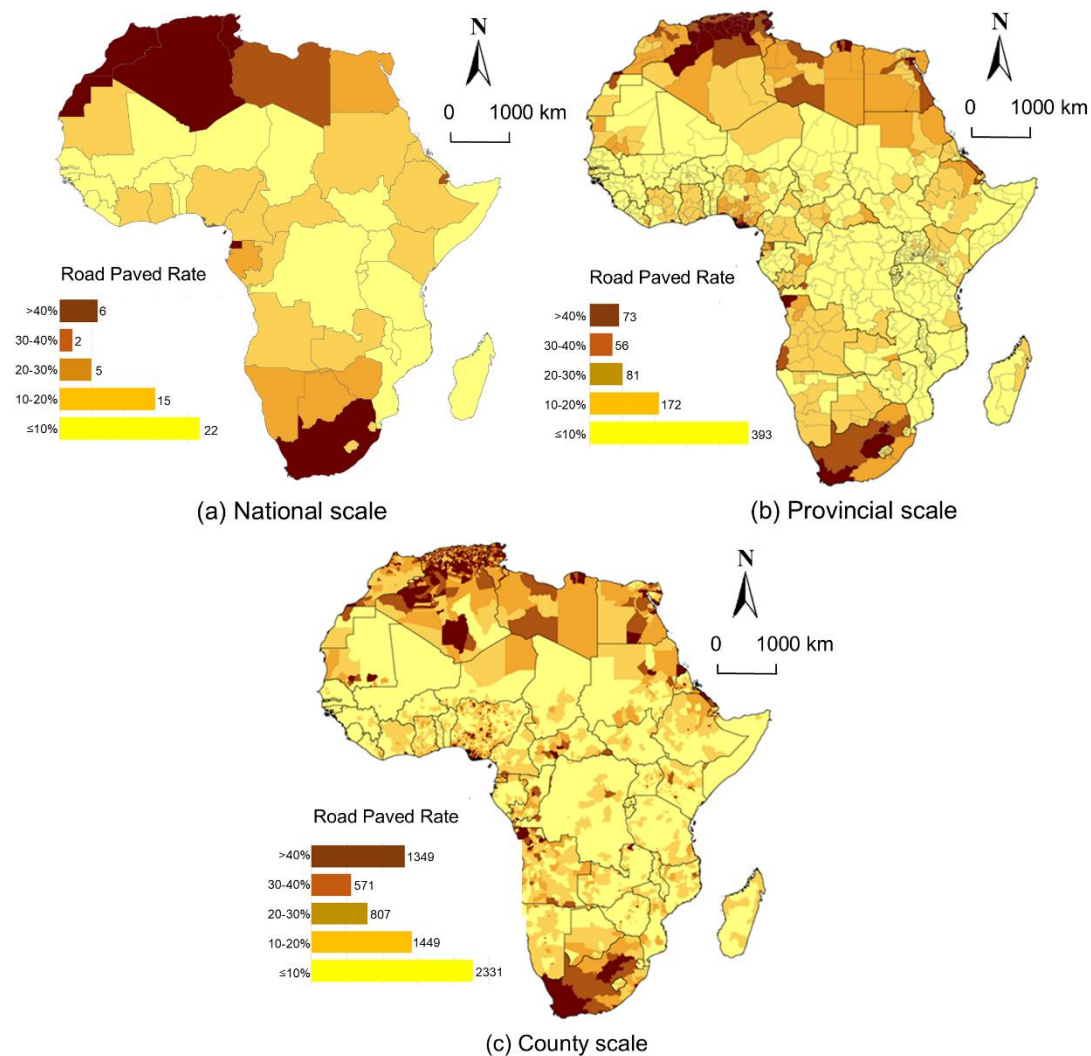 N
0 1000 km
Road Paved Rate
>40% 6
30-40% 2
20-30% 5
10-20% 15
≤10% 22
(a) National scale
N
0 1000 km
Road Paved Rate
>40% 73
30-40% 56
20-30% 81
10-20% 172
≤10% 393
(b) Provincial scale
N
0 1000 km
Road Paved Rate
>40% 1349
30-40% 571
20-30% 807
10-20% 1449
≤10% 2331
(c) County scale